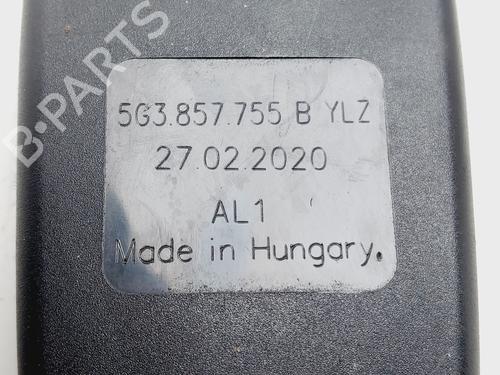 5G3.857.755 B YLZ
27.02.2020
AL1
Made in Hungary.
B-PARTS